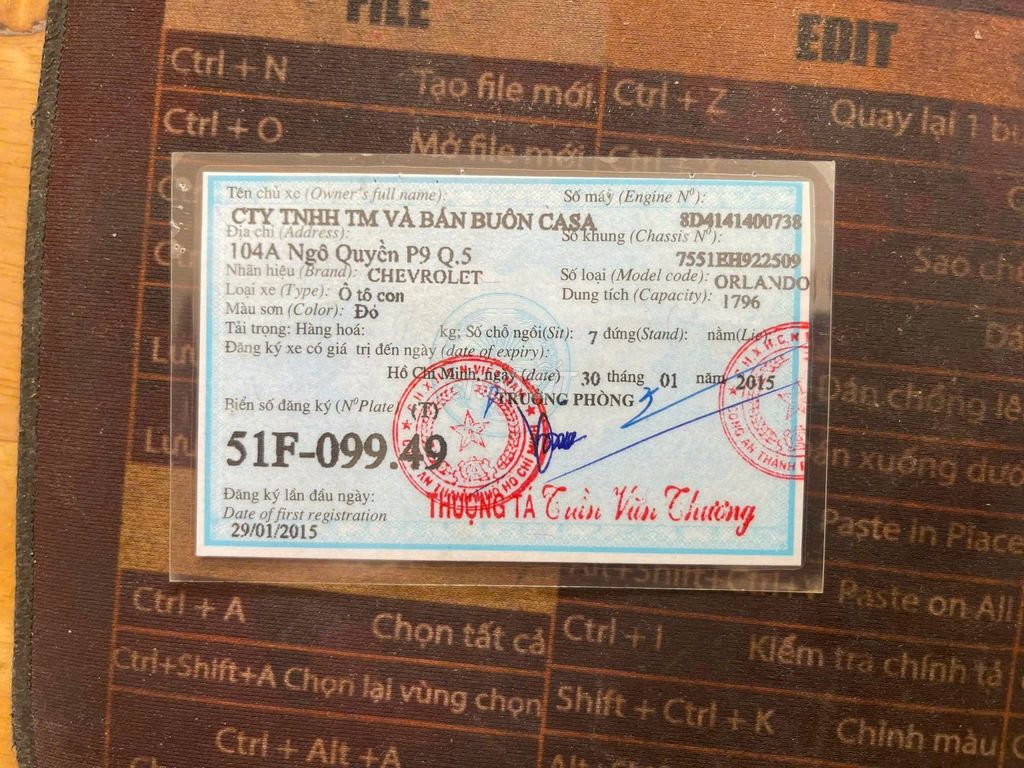 FILE
EDIT
Ctrl + N Tạo file mới Ctrl + Z Quay lại 1
Ctrl + O Mở file mới
Tên chủ xe (Owner's full name):
CTY TNHH TM VÀ BÁN BUÔN CASA
Địa chỉ (Address):
104A Ngô Quyền P9 Q.5
Nhãn hiệu (Brand): CHEVROLET
Loại xe (Type): Ô tô con
Màu sơn (Color): Đỏ
Số máy (Engine Nº):
8D4141400738
Số khung (Chassis Nº):
7551EH922509
Số loại (Model code): ORLANDO
Dung tích (Capacity): 1796
Tải trọng: Hàng hoá: kg; Số chỗ ngồi(Sit): 7 đứng(Stand): nằm(Lie)
Đăng ký xe có giá trị đến ngày (date of expiry):
Hồ Chí Minh, ngày (date) 30 tháng 01 năm 2015
TRƯỞNG PHÒNG
Biển số đăng ký (NºPlate) (T)
51F-099.49
Đăng ký lần đầu ngày:
Date of first registration
29/01/2015
THƯỢNG TÁ Trần Văn Thương
Paste in Place
Alt+Shift+Ctrl+V Paste on All
Ctrl + A Chọn tất cả Ctrl + I Kiểm tra chính tả
Ctrl+Shift+A Chọn lại vùng chọn Shift + Ctrl + K Chỉnh màu
Ctrl + Alt +A